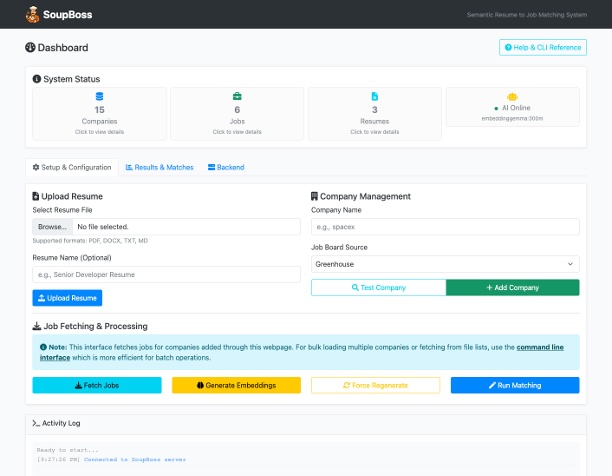 SoupBoss
Semantic Resume to Job Matching System
Dashboard
Help & CLI Reference
System Status
15
Companies
Click to view details
6
Jobs
Click to view details
3
Resumes
Click to view details
AI Online
embeddinggemma:300m
Setup & Configuration
Results & Matches
Backend
Upload Resume
Select Resume File
Browse... No file selected.
Supported formats: PDF, DOCX, TXT, MD
Resume Name (Optional)
e.g., Senior Developer Resume
Upload Resume
Company Management
Company Name
e.g., spacex
Job Board Source
Greenhouse
Test Company
+ Add Company
Job Fetching & Processing
Note: This interface fetches jobs for companies added through this webpage. For bulk loading multiple companies or fetching from file lists, use the command line
interface which is more efficient for batch operations.
Fetch Jobs
Generate Embeddings
Force Regenerate
Run Matching
Activity Log
Ready to start...
[3:27:26 PM] Connected to SoupBoss server